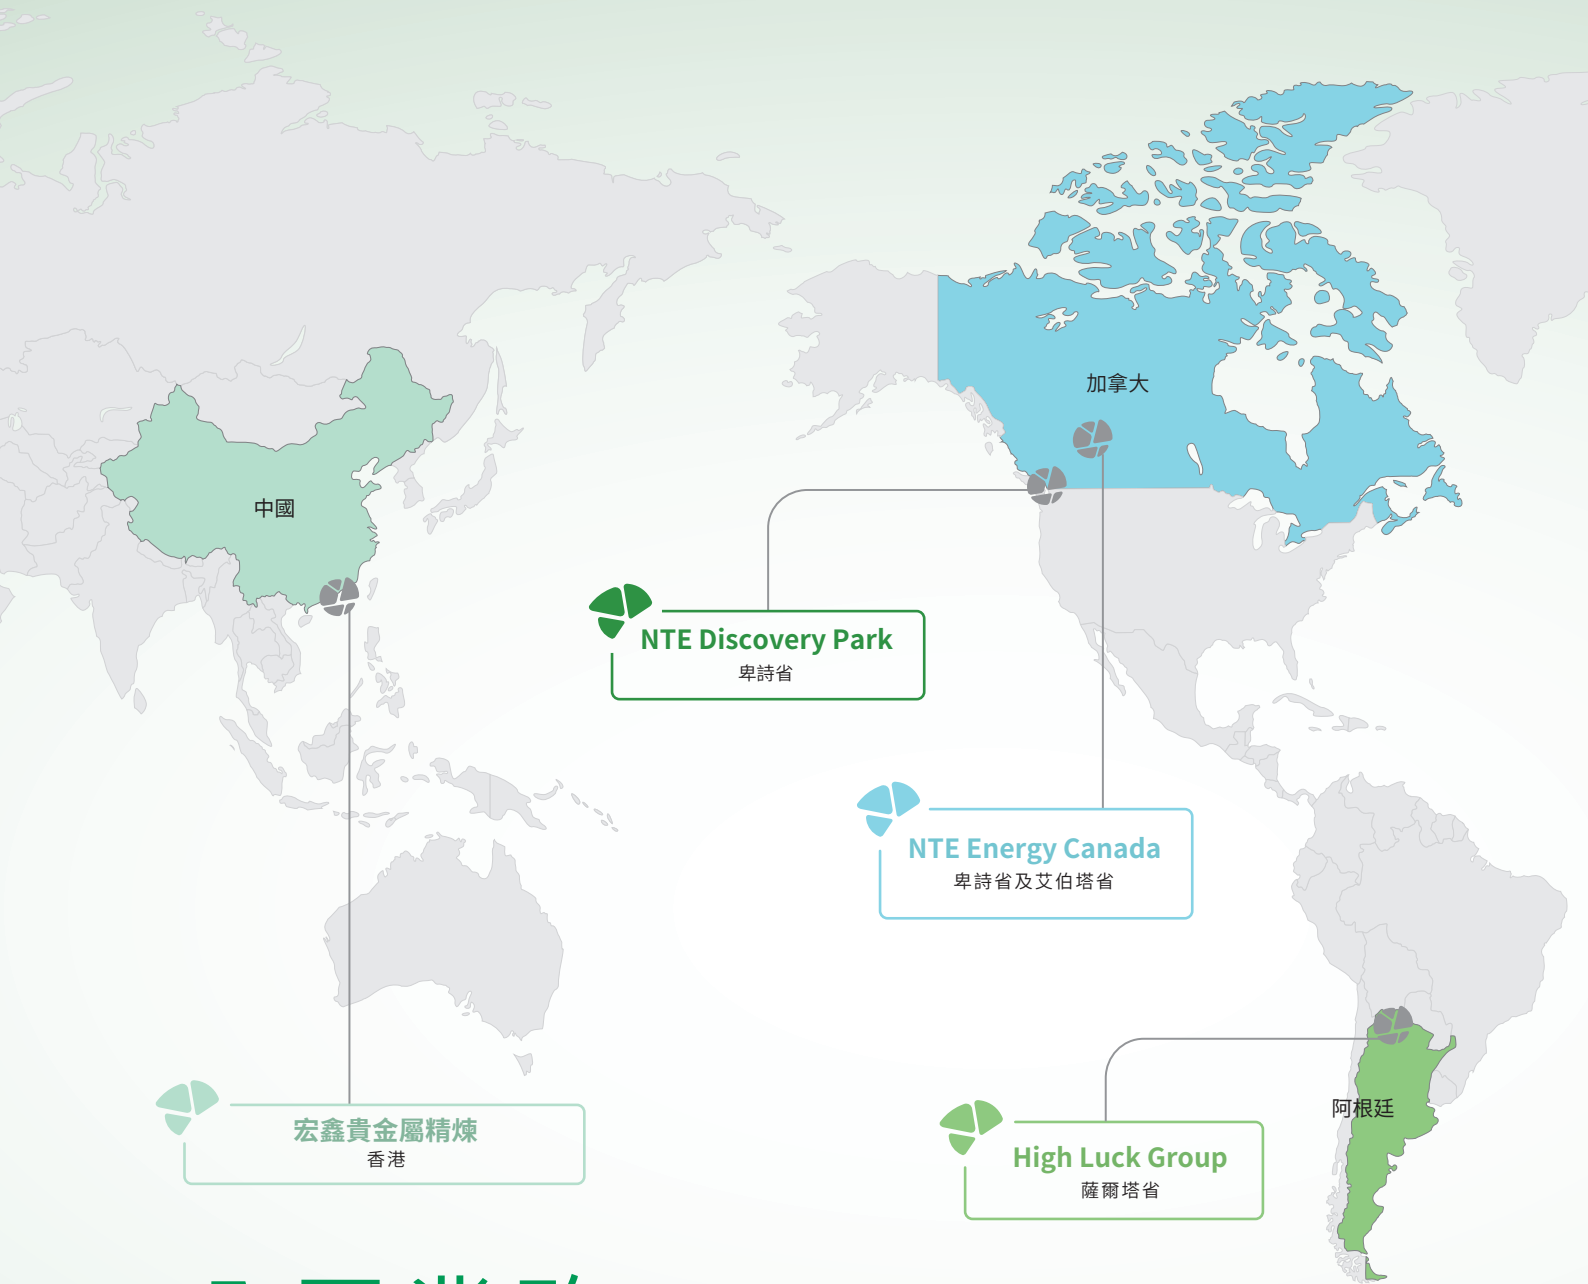 加拿大
中國
NTE Discovery Park
卑詩省
NTE Energy Canada
卑詩省及艾伯塔省
阿根廷
宏鑫貴金屬精煉
香港
High Luck Group
薩爾塔省